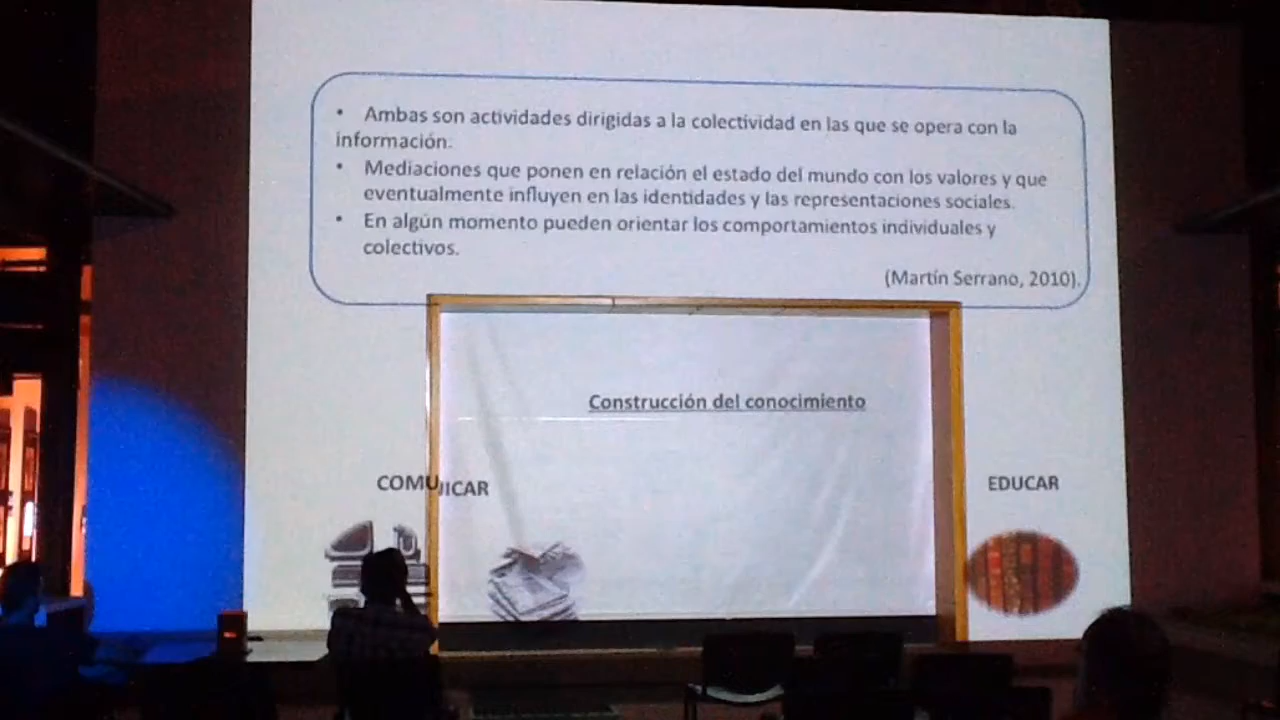 • Ambas son actividades dirigidas a la colectividad en las que se opera con la
información.
• Mediaciones que ponen en relación el estado del mundo con los valores y que
eventualmente influyen en las identidades y las representaciones sociales.
• En algún momento pueden orientar los comportamientos individuales y
colectivos.
(Martín Serrano, 2010).
Construcción del conocimiento
COMUNICAR
EDUCAR